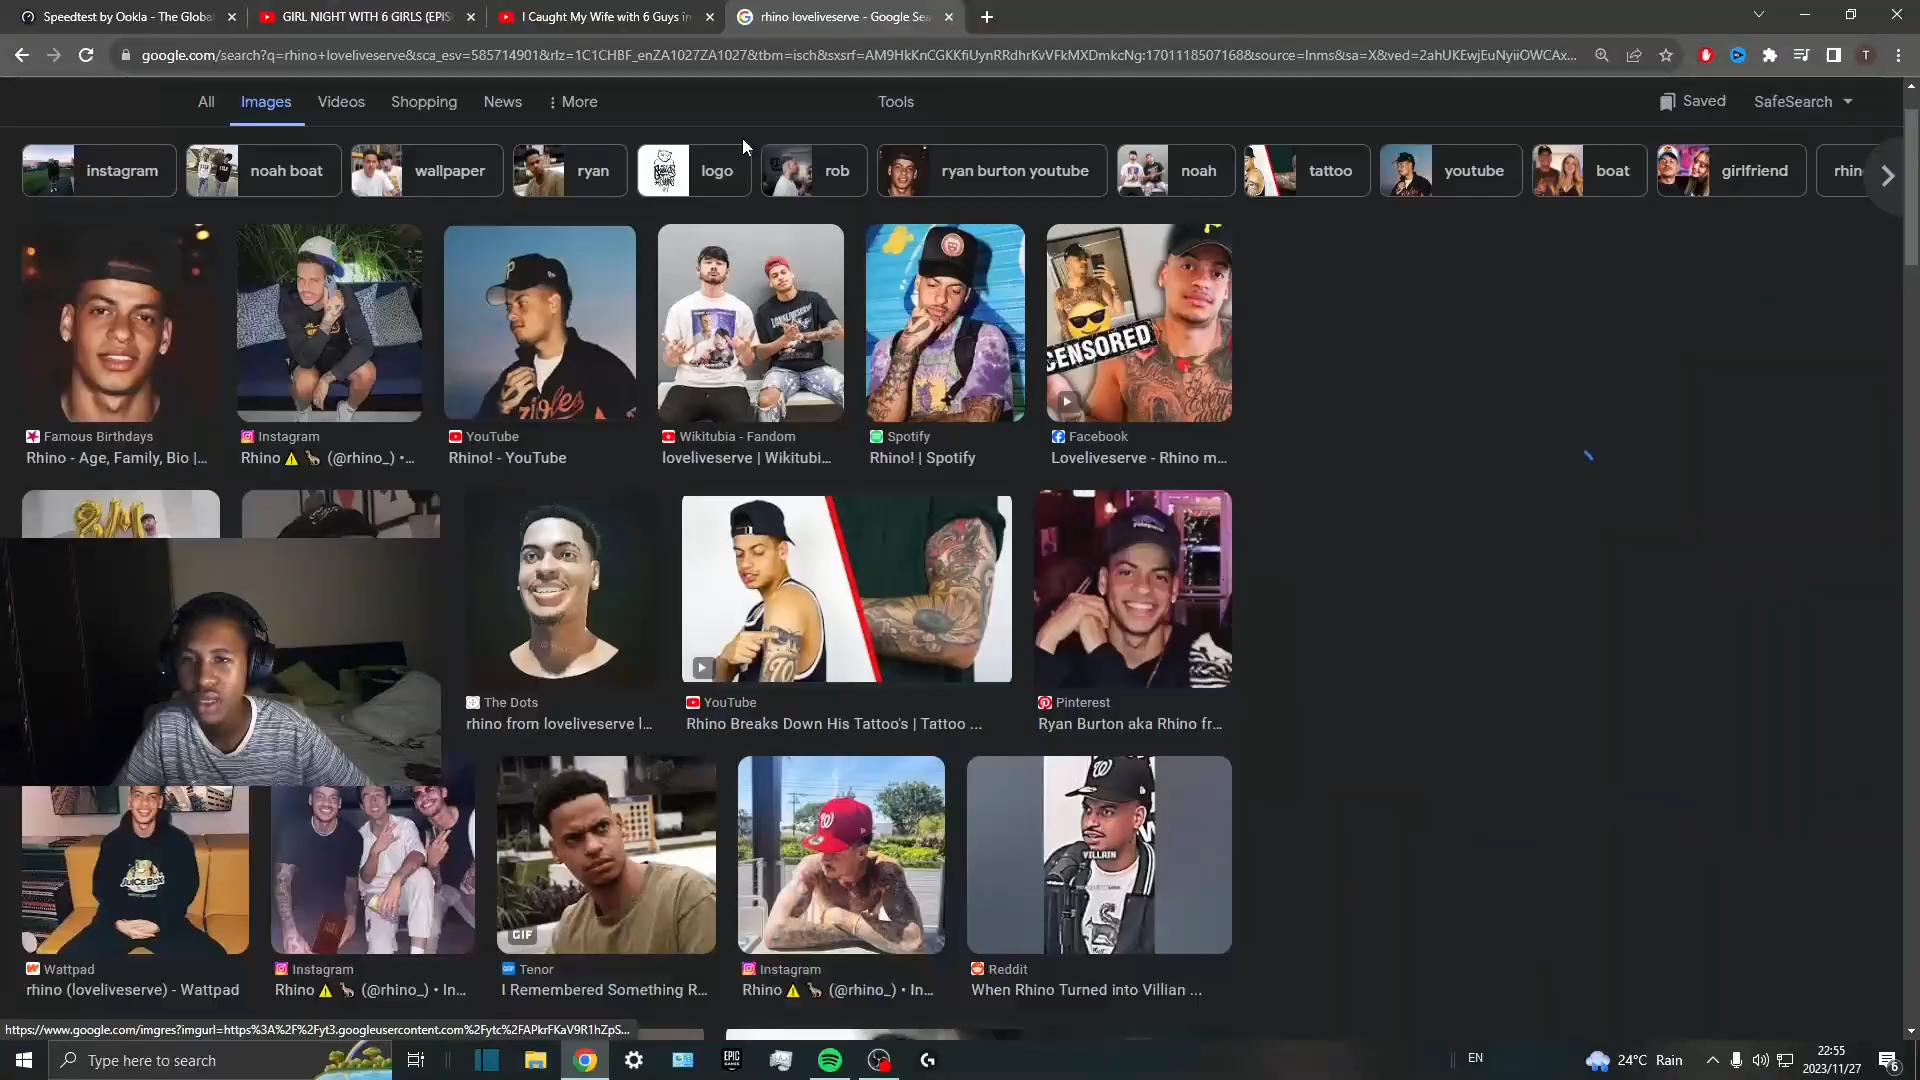 Speedtest by Ookla - The Global
GIRL NIGHT WITH 6 GIRLS (EPIS
I Caught My Wife with 6 Guys in
rhino loveliveserve - Google Sea
google.com/search?q=rhino+loveliveserve&sca_esv=585714901&rlz=1C1CHBF_enZA1027ZA1027&tbm=isch&sxsrf=AM9HkKnCGKKfiUynRRdhrKvVFkMXDmkcNg:1701118507168&source=lnms&sa=X&ved=2ahUKEwjEuNyiiOWCAx...
T
All Images Videos Shopping News More Tools Saved SafeSearch
instagram noah boat wallpaper ryan logo rob ryan burton youtube noah tattoo youtube boat girlfriend rhin
CENSORED
Famous Birthdays Instagram YouTube Wikitubia - Fandom Spotify Facebook
Rhino - Age, Family, Bio |... Rhino ⚠ 🦏 (@rhino_) •... Rhino! - YouTube loveliveserve | Wikitubi... Rhino! | Spotify Loveliveserve - Rhino m...
8M
The Dots YouTube Pinterest
rhino from loveliveserve l... Rhino Breaks Down His Tattoo's | Tattoo ... Ryan Burton aka Rhino fr...
JUICE BOX
GIF
VILLAIN
Wattpad Instagram Tenor Instagram Reddit
rhino (loveliveserve) - Wattpad Rhino ⚠ 🦏 (@rhino_) • In... I Remembered Something R... Rhino ⚠ 🦏 (@rhino_) • In... When Rhino Turned into Villian ...
https://www.google.com/imgres?imgurl=https%3A%2F%2Fyt3.googleusercontent.com%2Fytc%2FAPkrFKaV9R1hZpS...
Type here to search
EPIC GAMES
EN
24°C Rain
22:55
2023/11/27
6